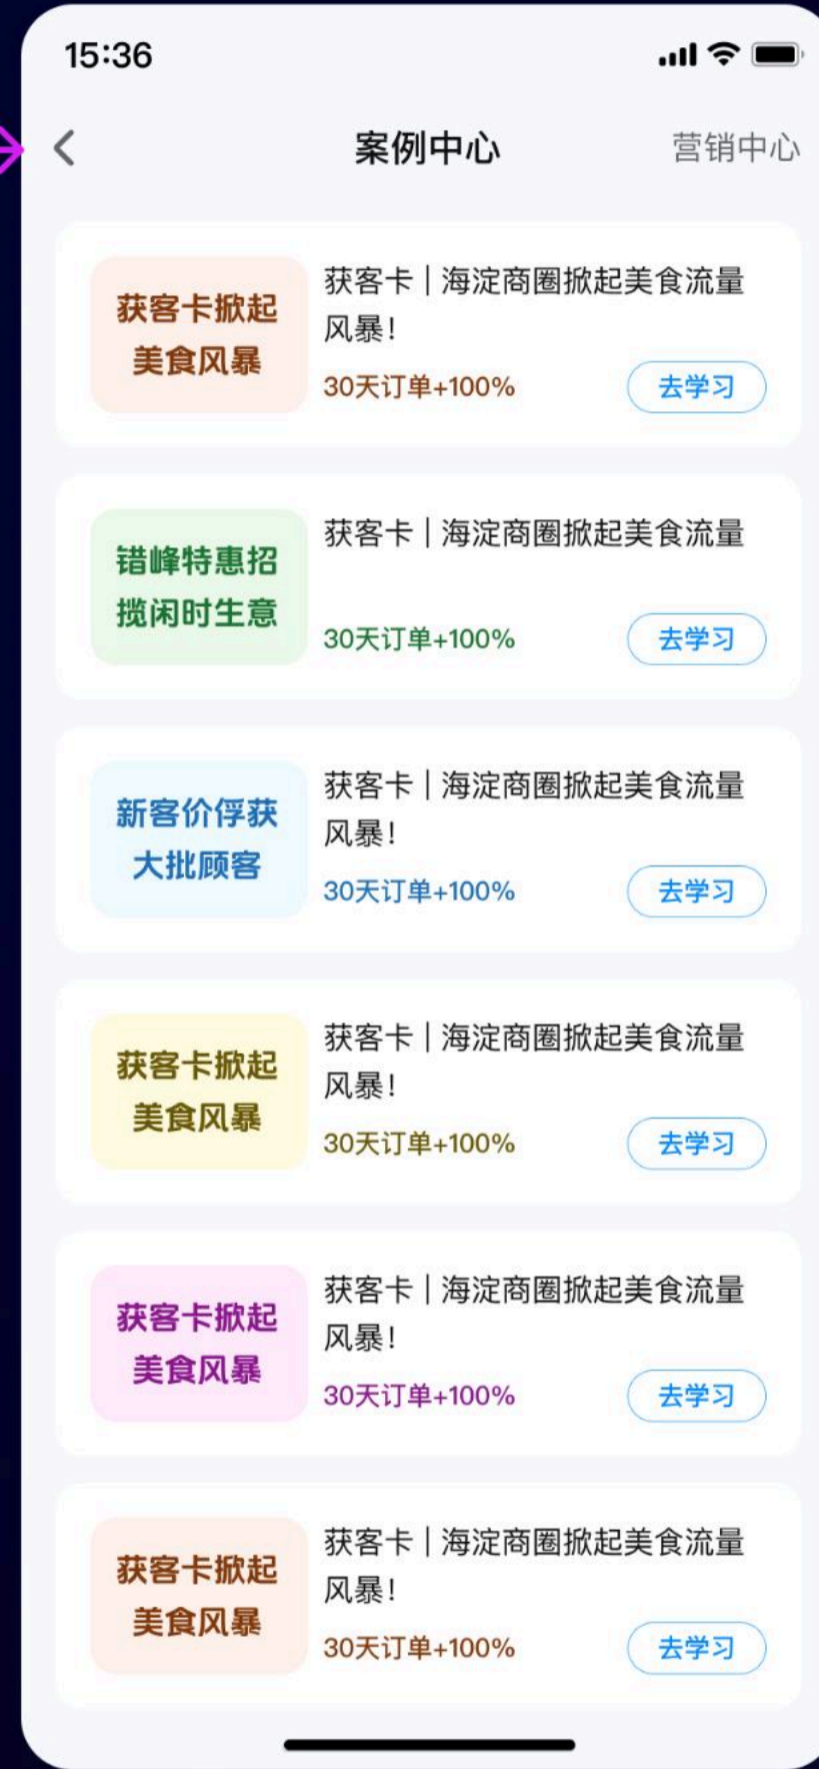 15:36
案例中心
营销中心
获客卡掀起
美食风暴
获客卡｜海淀商圈掀起美食流量
风暴！
30天订单+100%
去学习
错峰特惠招
揽闲时生意
获客卡｜海淀商圈掀起美食流量
30天订单+100%
去学习
新客价俘获
大批顾客
获客卡｜海淀商圈掀起美食流量
风暴！
30天订单+100%
去学习
获客卡掀起
美食风暴
获客卡｜海淀商圈掀起美食流量
风暴！
30天订单+100%
去学习
获客卡掀起
美食风暴
获客卡｜海淀商圈掀起美食流量
风暴！
30天订单+100%
去学习
获客卡掀起
美食风暴
获客卡｜海淀商圈掀起美食流量
风暴！
30天订单+100%
去学习